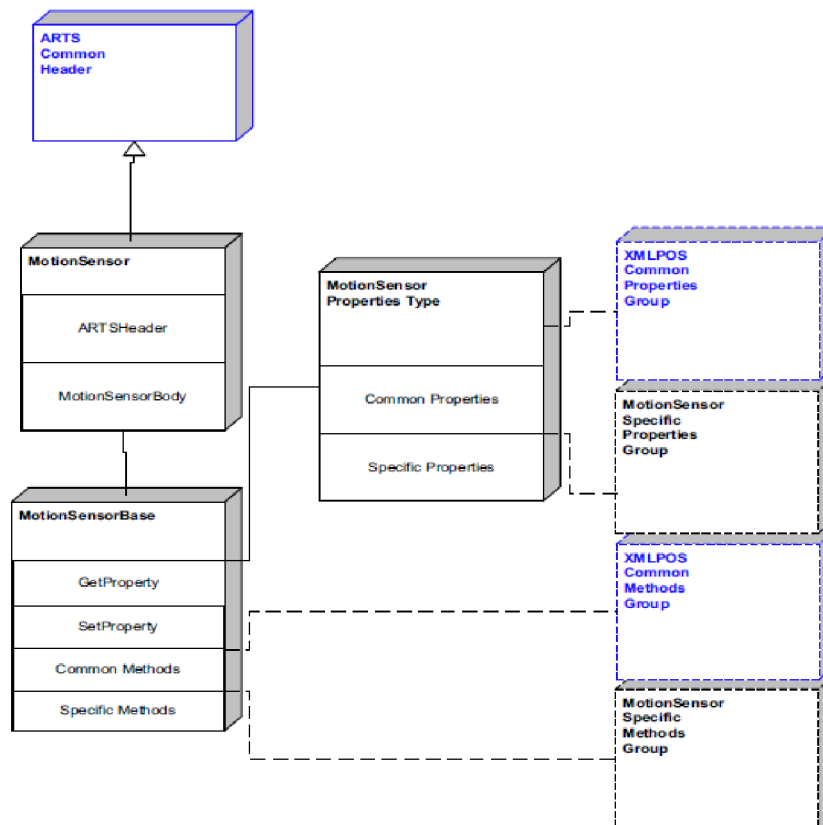 ARTS
Common
Header
MotionSensor
ARTSHeader
MotionSensorBody
MotionSensor
Properties Type
Common Properties
Specific Properties
XMLPOS
Common
Properties
Group
MotionSensor
Specific
Properties
Group
MotionSensorBase
GetProperty
SetProperty
Common Methods
Specific Methods
XMLPOS
Common
Methods
Group
MotionSensor
Specific
Methods
Group